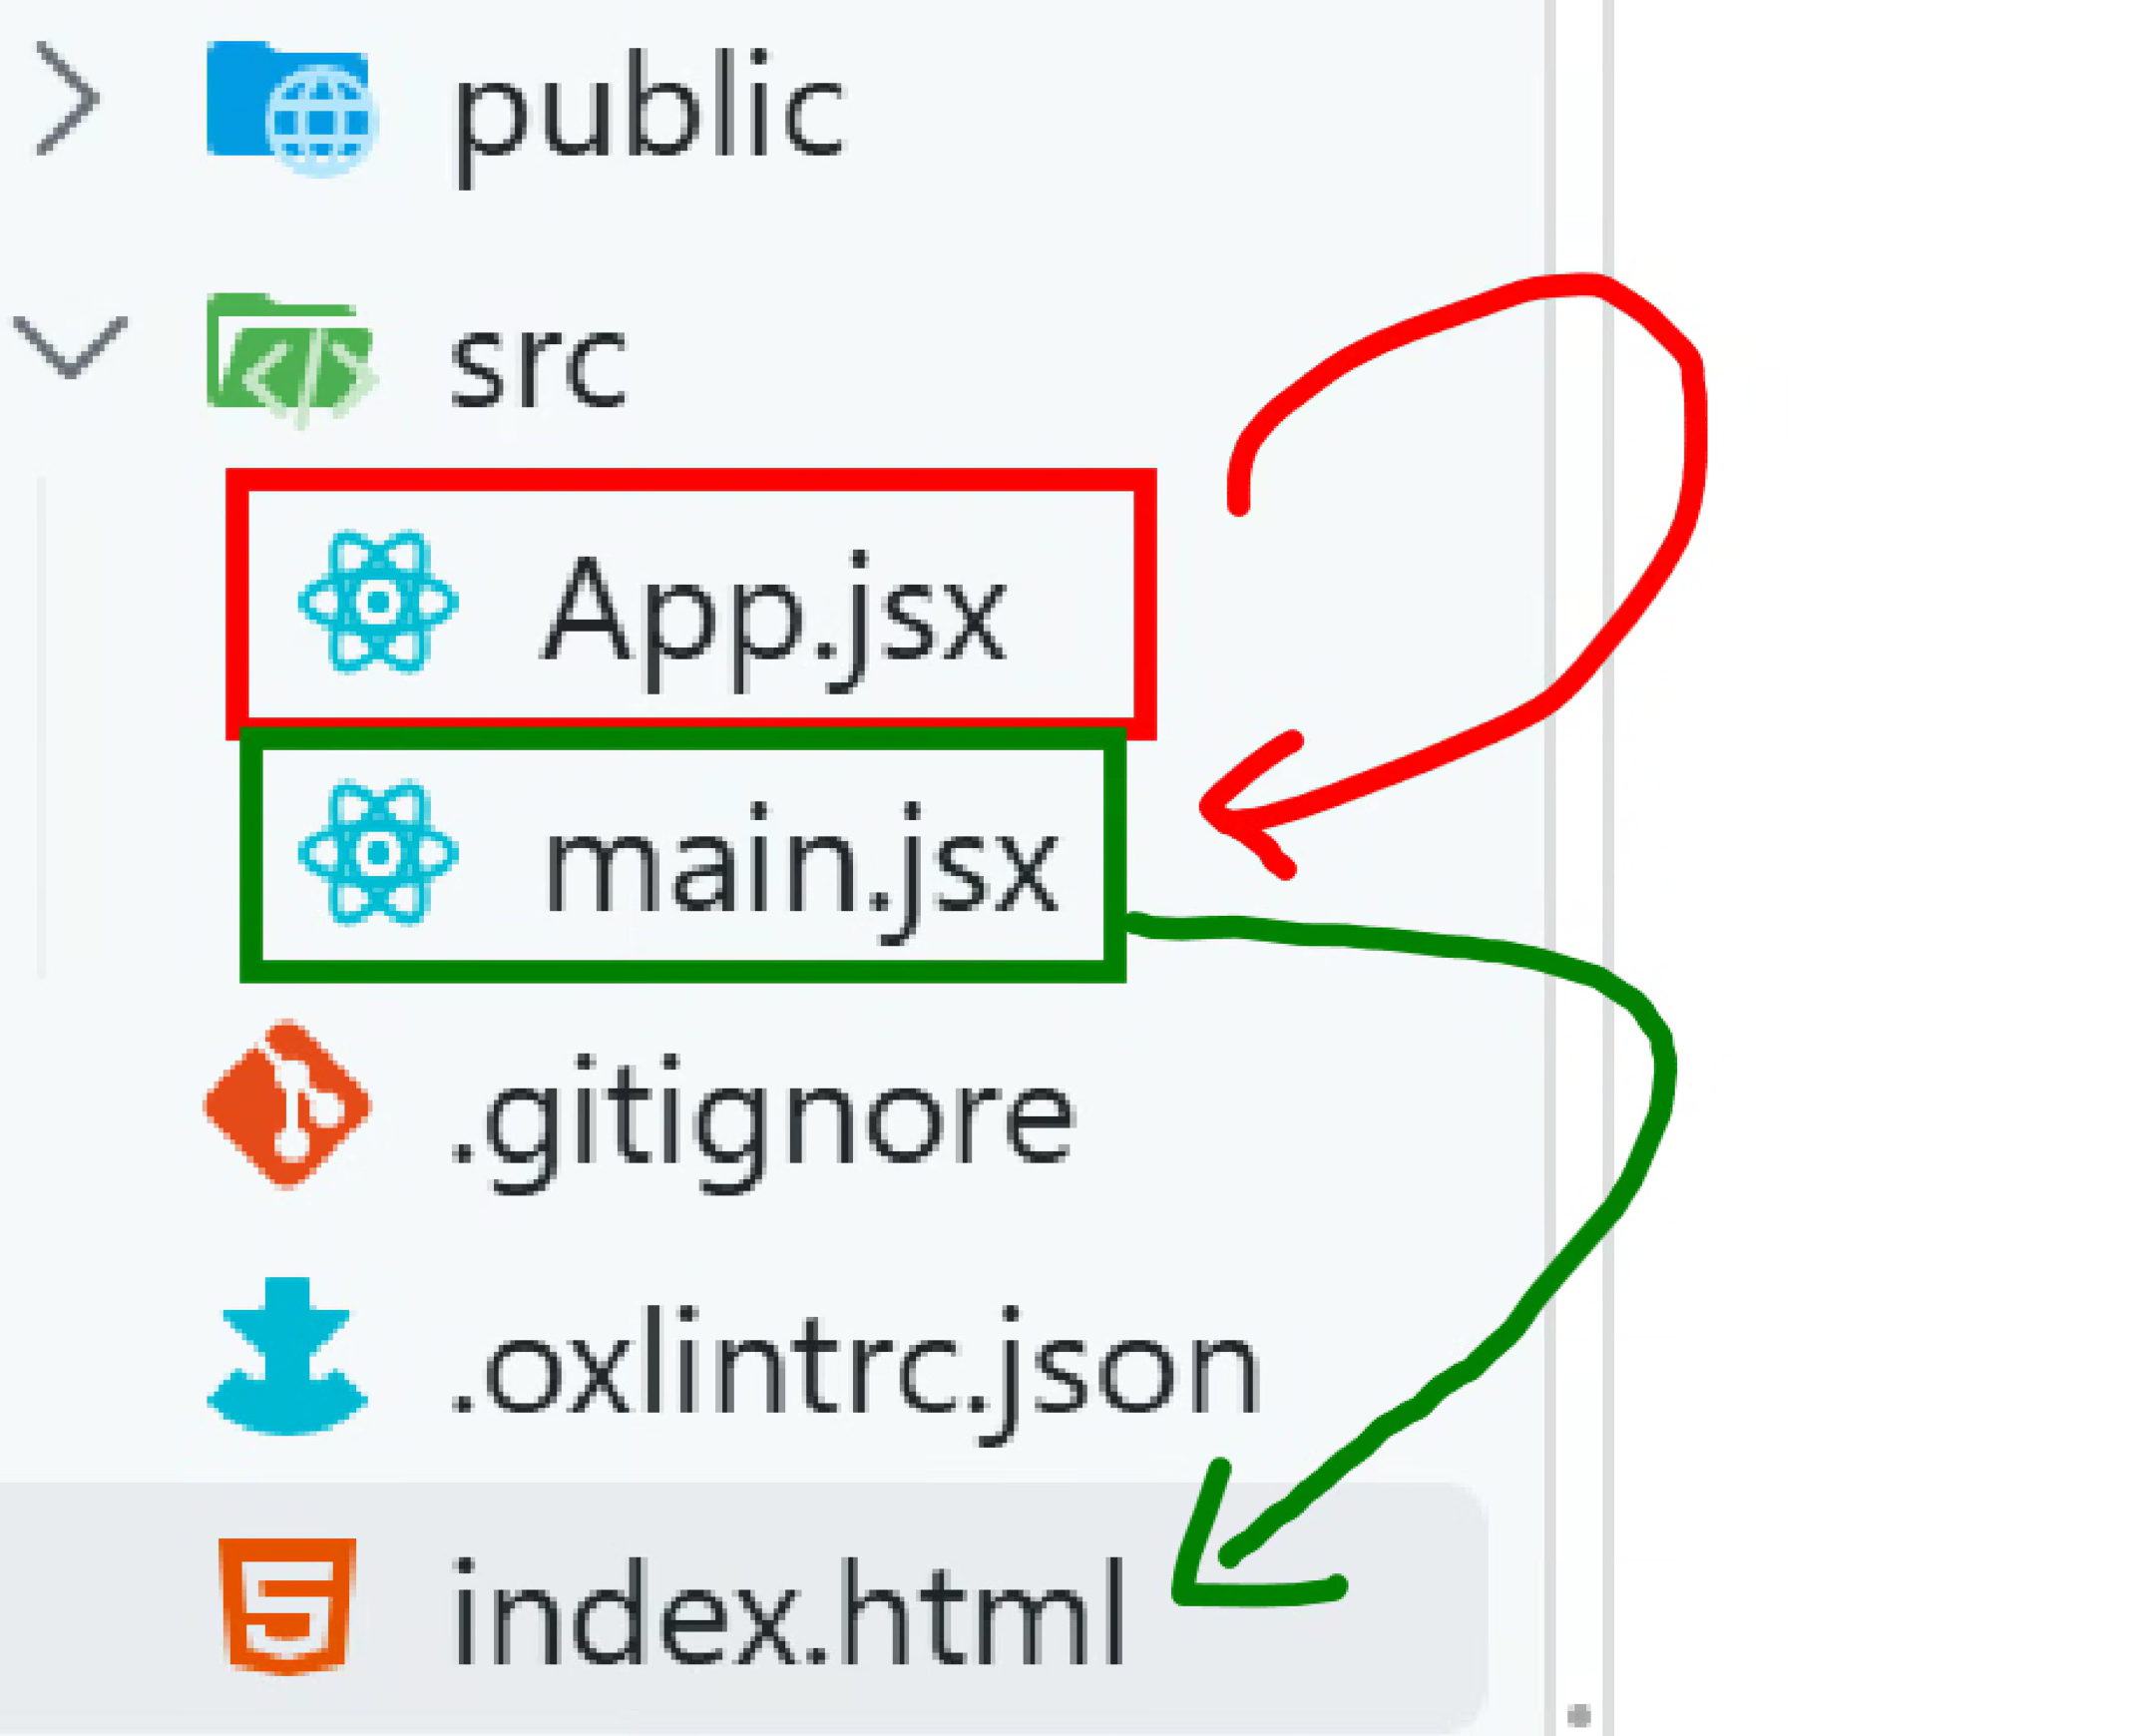 public
src
App.jsx
main.jsx
.gitignore
.oxlintrc.json
index.html